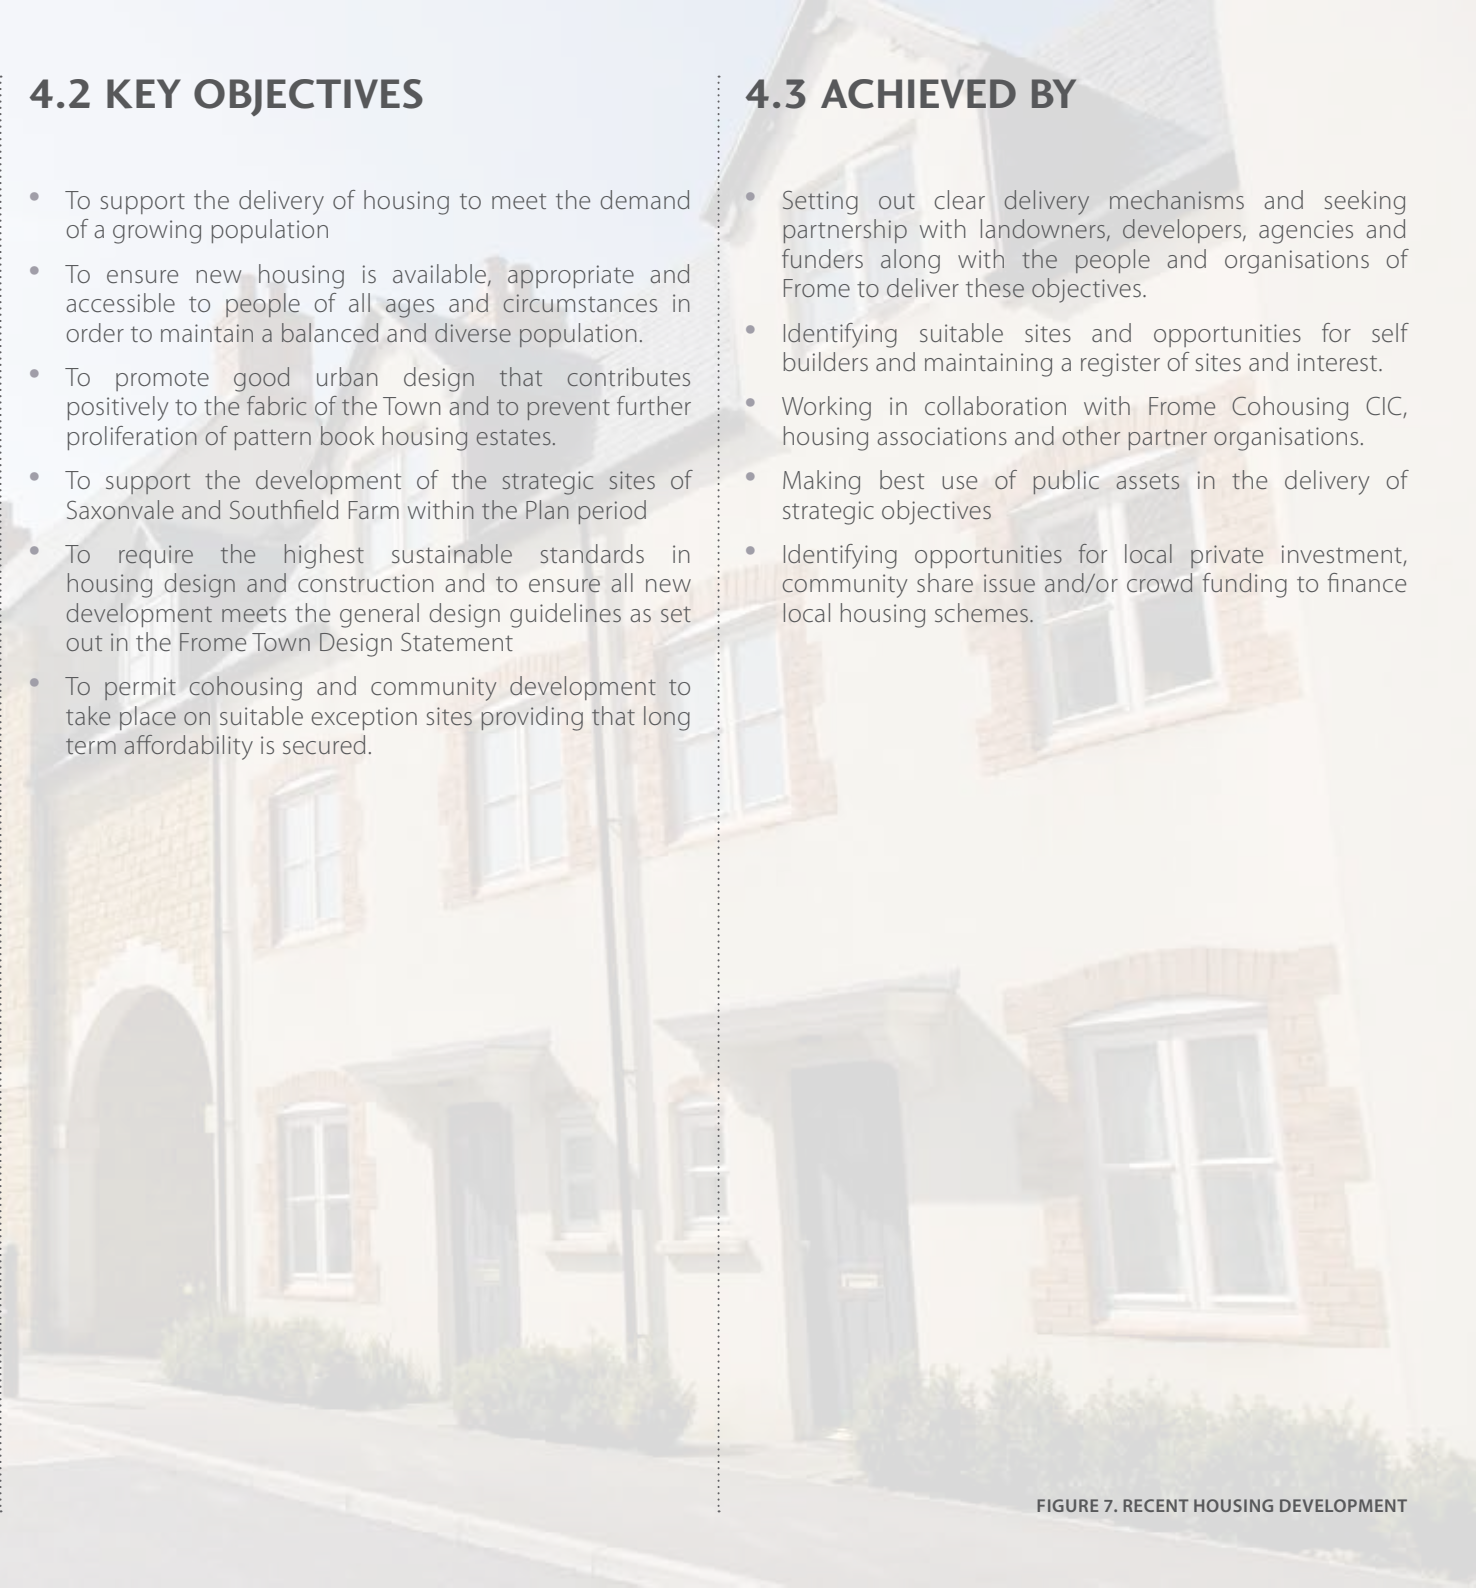 4.2 KEY OBJECTIVES
• To support the delivery of housing to meet the demand
of a growing population
• To ensure new housing is available, appropriate and
accessible to people of all ages and circumstances in
order to maintain a balanced and diverse population.
• To promote good urban design that contributes
positively to the fabric of the Town and to prevent further
proliferation of pattern book housing estates.
• To support the development of the strategic sites of
Saxonvale and Southfield Farm within the Plan period
• To require the highest sustainable standards in
housing design and construction and to ensure all new
development meets the general design guidelines as set
out in the Frome Town Design Statement
• To permit cohousing and community development to
take place on suitable exception sites providing that long
term affordability is secured.
4.3 ACHIEVED BY
• Setting out clear delivery mechanisms and seeking
partnership with landowners, developers, agencies and
funders along with the people and organisations of
Frome to deliver these objectives.
• Identifying suitable sites and opportunities for self
builders and maintaining a register of sites and interest.
• Working in collaboration with Frome Cohousing CIC,
housing associations and other partner organisations.
• Making best use of public assets in the delivery of
strategic objectives
• Identifying opportunities for local private investment,
community share issue and/or crowd funding to finance
local housing schemes.
FIGURE 7. RECENT HOUSING DEVELOPMENT